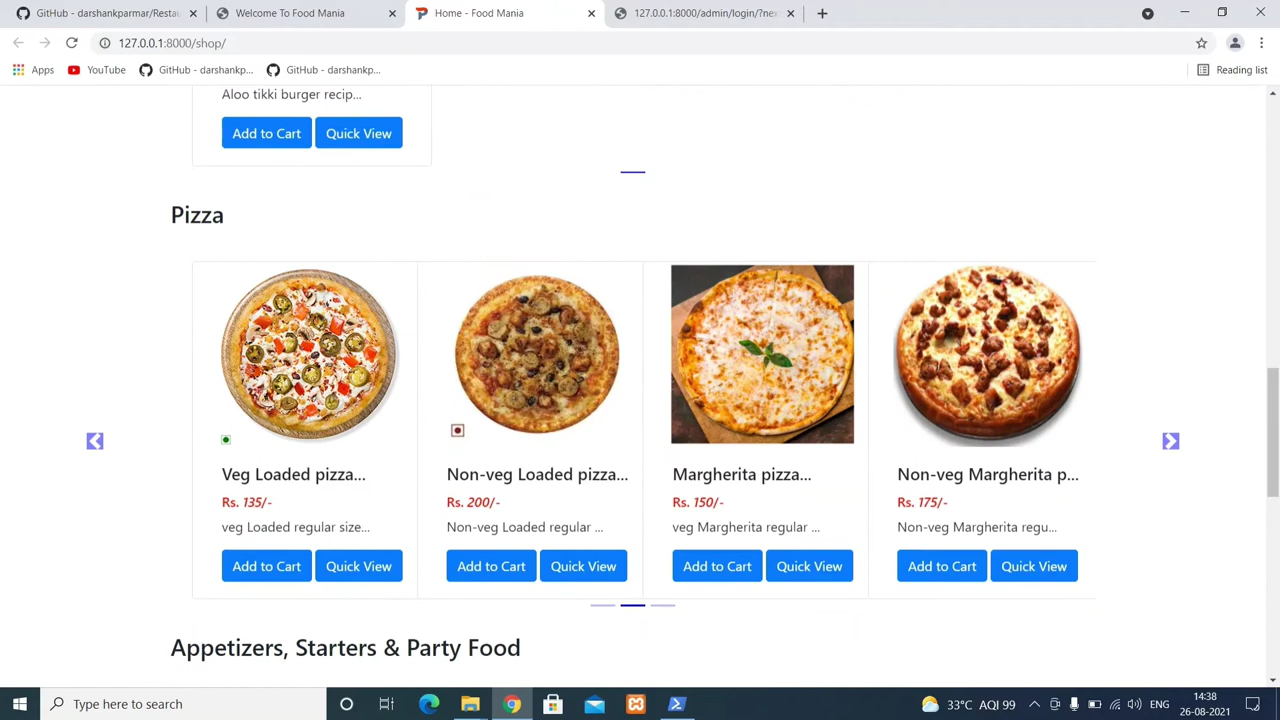 GitHub - darshankparmar/Restau
Welcome To Food Mania
Home - Food Mania
127.0.0.1:8000/admin/login/?nex
127.0.0.1:8000/shop/
Apps
YouTube
GitHub - darshankp...
GitHub - darshankp...
Reading list
Aloo tikki burger recip...
Add to Cart
Quick View
Pizza
Veg Loaded pizza...
Non-veg Loaded pizza...
Margherita pizza...
Non-veg Margherita p...
Rs. 135/-
Rs. 200/-
Rs. 150/-
Rs. 175/-
veg Loaded regular size...
Non-veg Loaded regular ...
veg Margherita regular ...
Non-veg Margherita regu...
Add to Cart
Quick View
Add to Cart
Quick View
Add to Cart
Quick View
Add to Cart
Quick View
Appetizers, Starters & Party Food
Type here to search
33°C AQI 99
ENG
14:38
26-08-2021